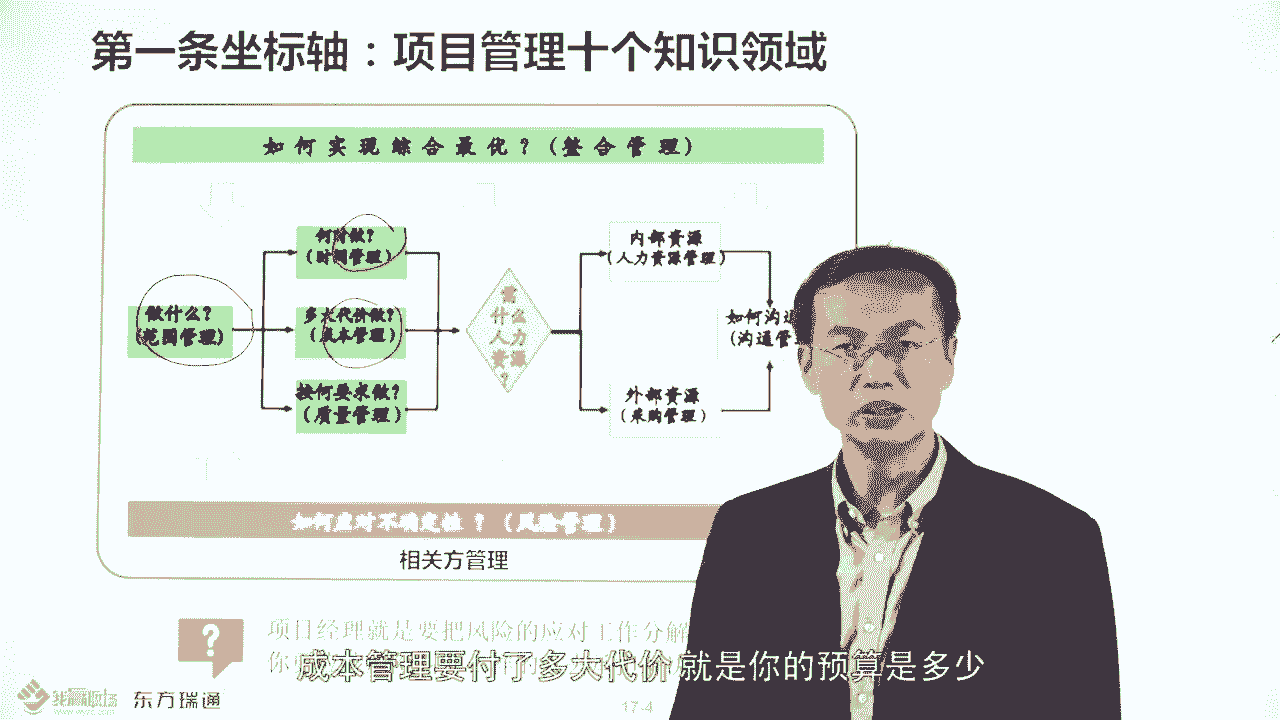 第一条坐标轴：项目管理十个知识领域
如何实现综合最优？(整合管理)
何时做？
(时间管理)
内部资源
(人力资源管理)
做什么？
(范围管理)
多大代价做？
(成本管理)
需
什么
人力
资源
？
如何沟通
(沟通管
按何要求做？
(质量管理)
外部资源
(采购管理)
如何应对不确定性？(风险管理)
相关方管理
项目经理就是要把风险的应对工作分解
成本管理要付了多大代价 就是你的预算是多少
东方瑞通
17-4